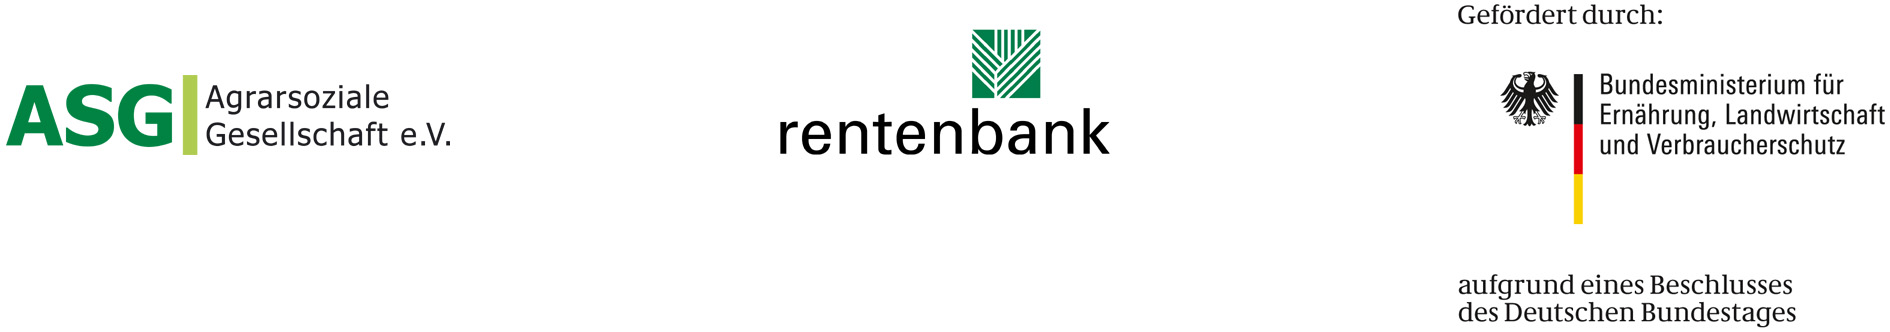 ASG
Agrarsoziale
Gesellschaft e.V.
rentenbank
Gefördert durch:
Bundesministerium für
Ernährung, Landwirtschaft
und Verbraucherschutz
aufgrund eines Beschlusses
des Deutschen Bundestages